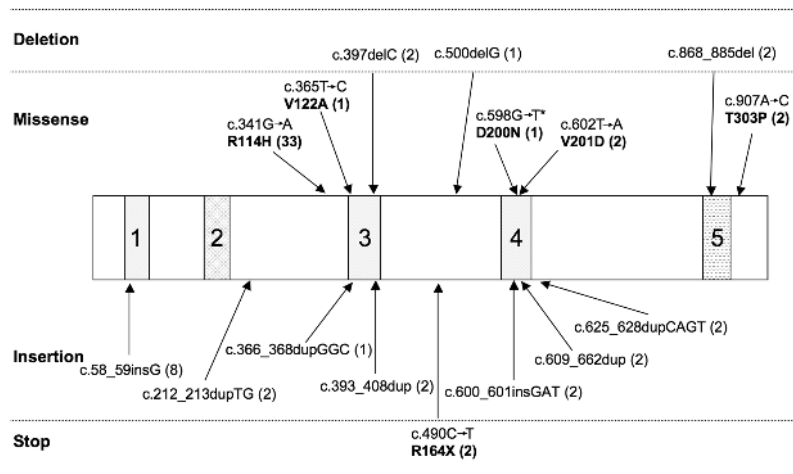 Deletion
c.397delC (2)
c.500delG (1)
c.868_885del (2)
Missense
c.365T→C
V122A (1)
c.341G→A
R114H (33)
c.598G→T*
D200N (1)
c.602T→A
V201D (2)
c.907A→C
T303P (2)
1
2
3
4
5
Insertion
c.58_59insG (8)
c.212_213dupTG (2)
c.366_368dupGGC (1)
c.393_408dup (2)
c.600_601insGAT (2)
c.609_662dup (2)
c.625_628dupCAGT (2)
Stop
c.490C→T
R164X (2)